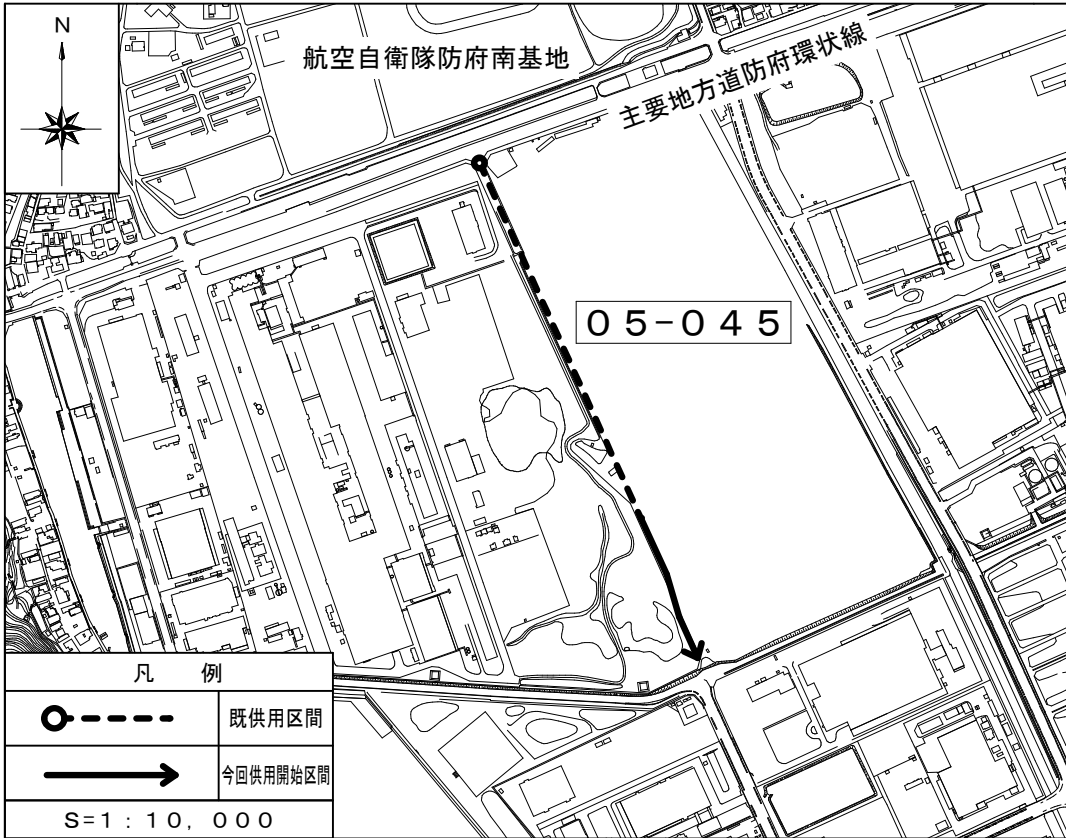 N
航空自衛隊防府南基地
主要地方道防府環状線
05-045
凡 例
既供用区間
今回供用開始区間
S=1:10,000